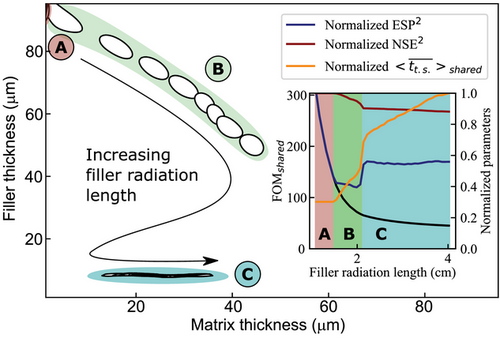 Normalized ESP²
Normalized NSE²
Normalized < t̅t̅.̅s̅.̅ >shared
Filler thickness (μm)
80
60
40
20
A
B
Increasing
filler radiation
length
C
0
20
40
60
80
Matrix thickness (μm)
FOMshared
300
200
100
0
1.0
0.8
0.6
0.4
0.2
0.0
Normalized parameters
A
B
C
2
4
Filler radiation length (cm)